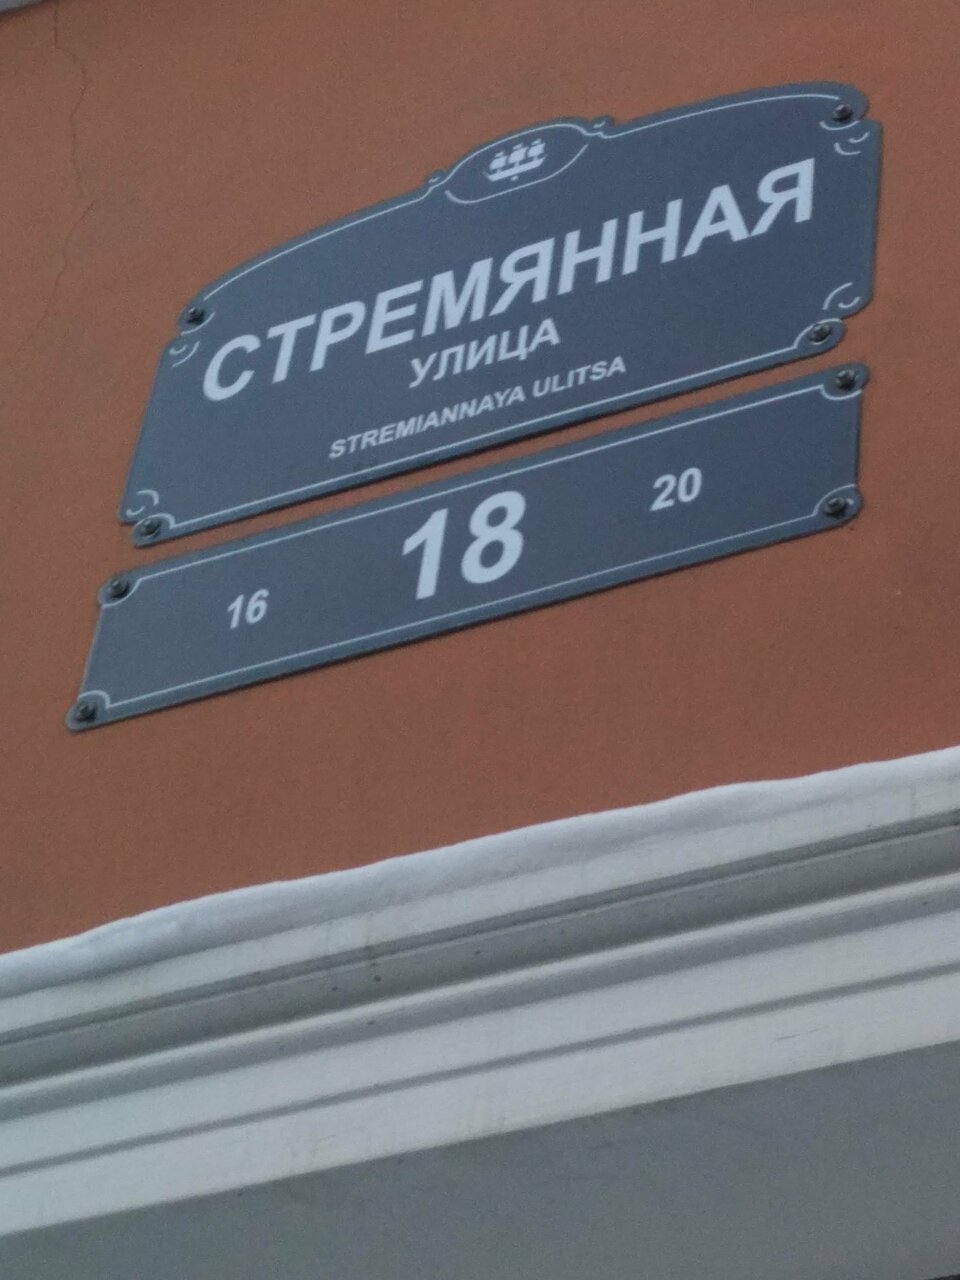 СТРЕМЯННАЯ
УЛИЦА
STREMIANNAYA ULITSA
16 18 20